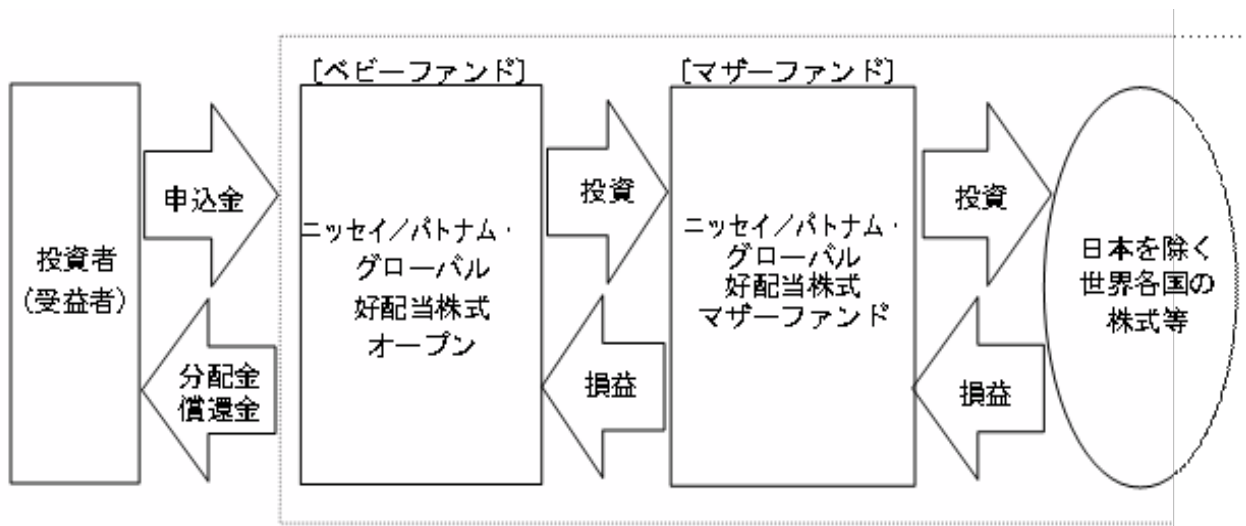 [ベビーファンド]
[マザーファンド]
投資者
(受益者)
申込金
分配金
償還金
ニッセイ/パトナム・
グローバル
好配当株式
オープン
投資
損益
ニッセイ/パトナム・
グローバル
好配当株式
マザーファンド
投資
損益
日本を除く
世界各国の
株式等